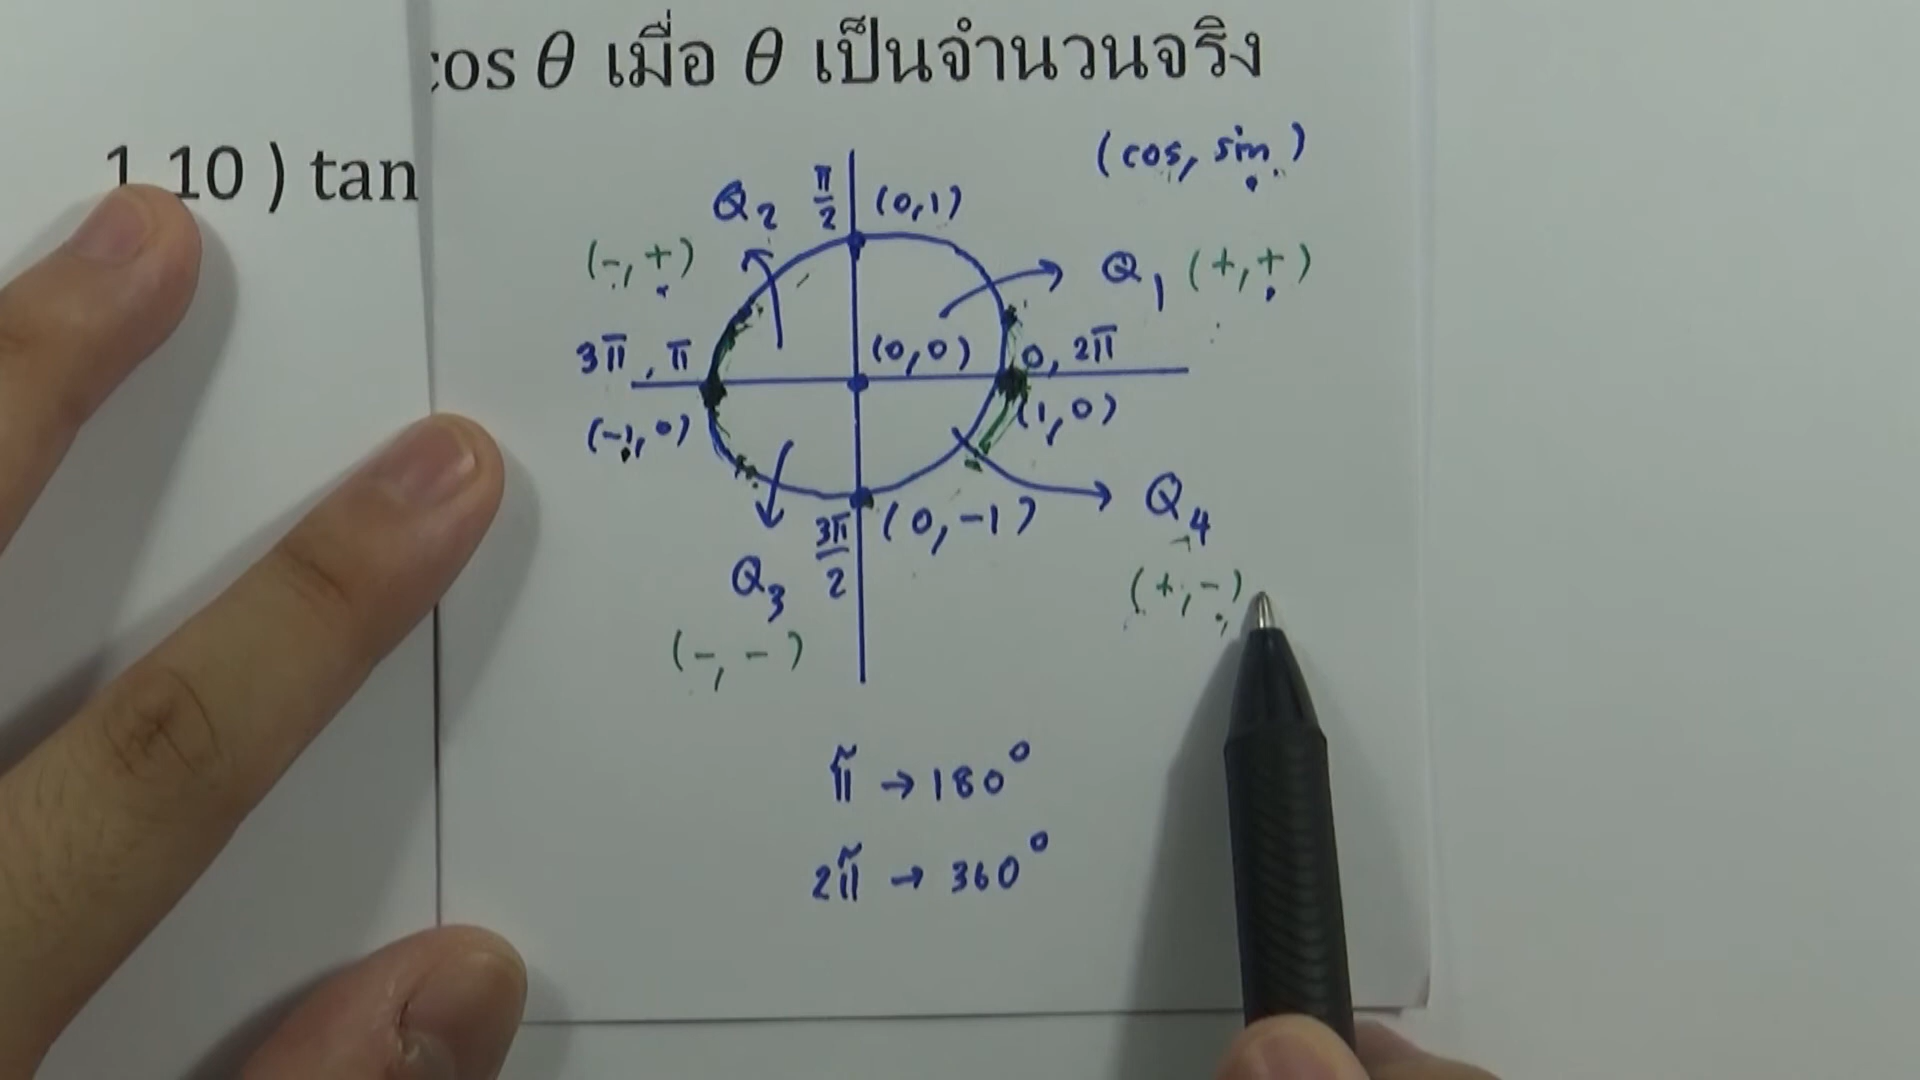 cos θ เมื่อ θ เป็นจำนวนจริง
1.10 ) tan
(cos, sin)
Q2 π/2 (0,1)
(-,+) Q1 (+,+)
3π, π (0,0) 0, 2π
(-1,0) (1,0)
Q4
3π/2 (0,-1)
Q3 (+,-)
(-,-)
π → 180°
2π → 360°